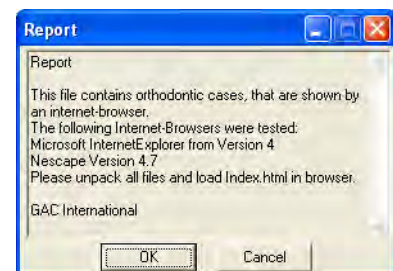 Report
Report
This file contains orthodontic cases, that are shown by
an internet-browser.
The following Internet-Browsers were tested:
Microsoft InternetExplorer from Version 4
Nescape Version 4.7
Please unpack all files and load Index.html in browser.
GAC International
OK
Cancel